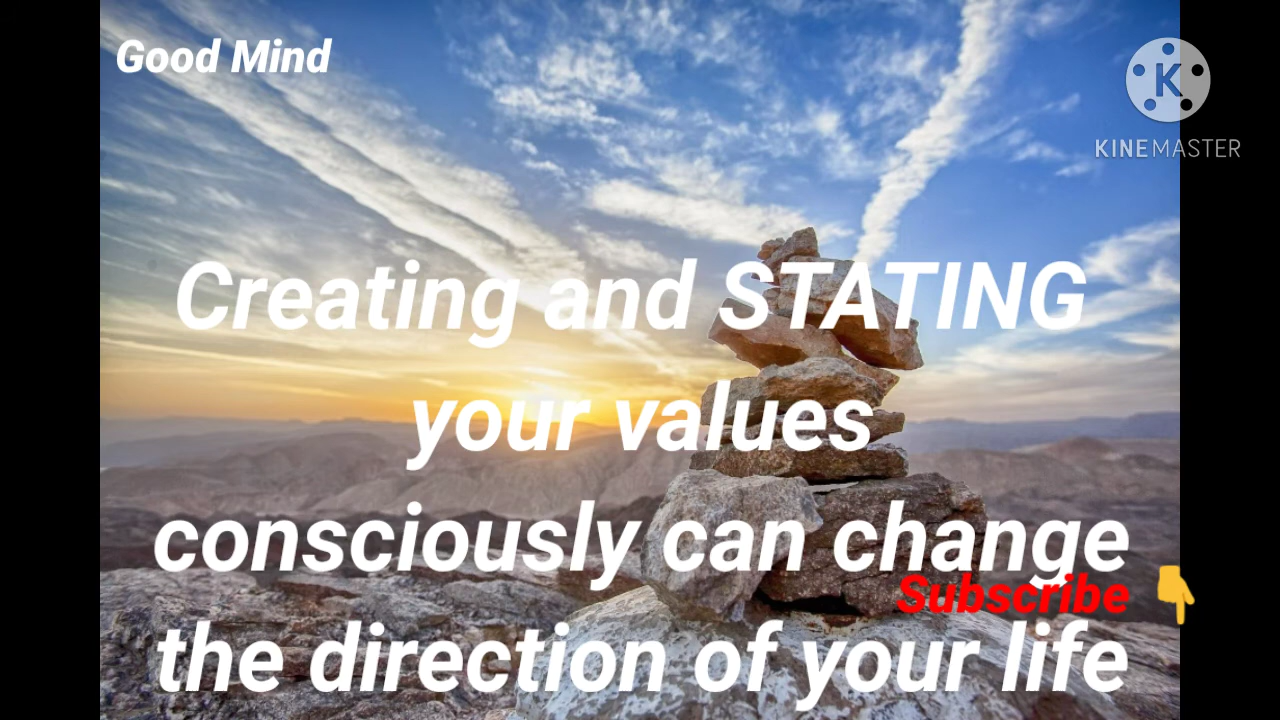 Good Mind
K
KINEMASTER
Creating and STATING
your values
consciously can change
Subscribe 👇
the direction of your life